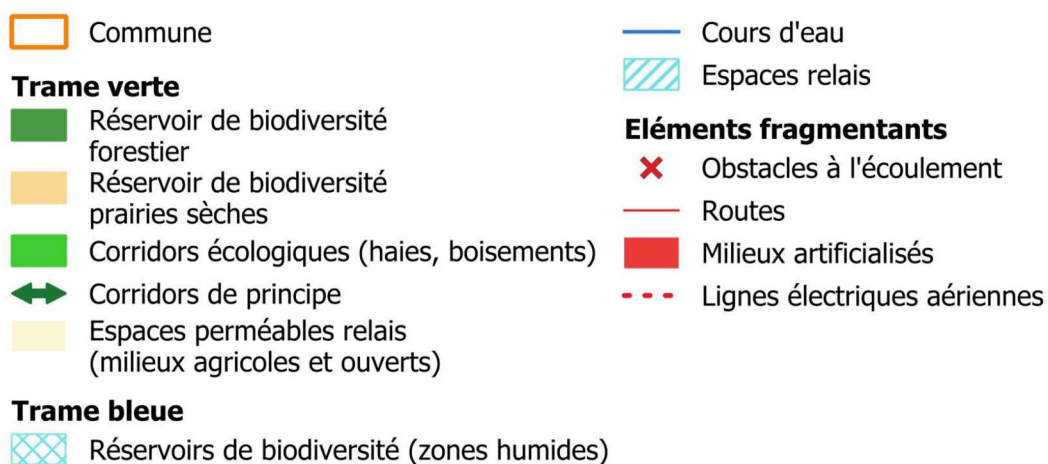 Commune
Trame verte
Réservoir de biodiversité
forestier
Réservoir de biodiversité
prairies sèches
Corridors écologiques (haies, boisements)
Corridors de principe
Espaces perméables relais
(milieux agricoles et ouverts)
Trame bleue
Réservoirs de biodiversité (zones humides)
Cours d'eau
Espaces relais
Eléments fragmentants
Obstacles à l'écoulement
Routes
Milieux artificialisés
Lignes électriques aériennes